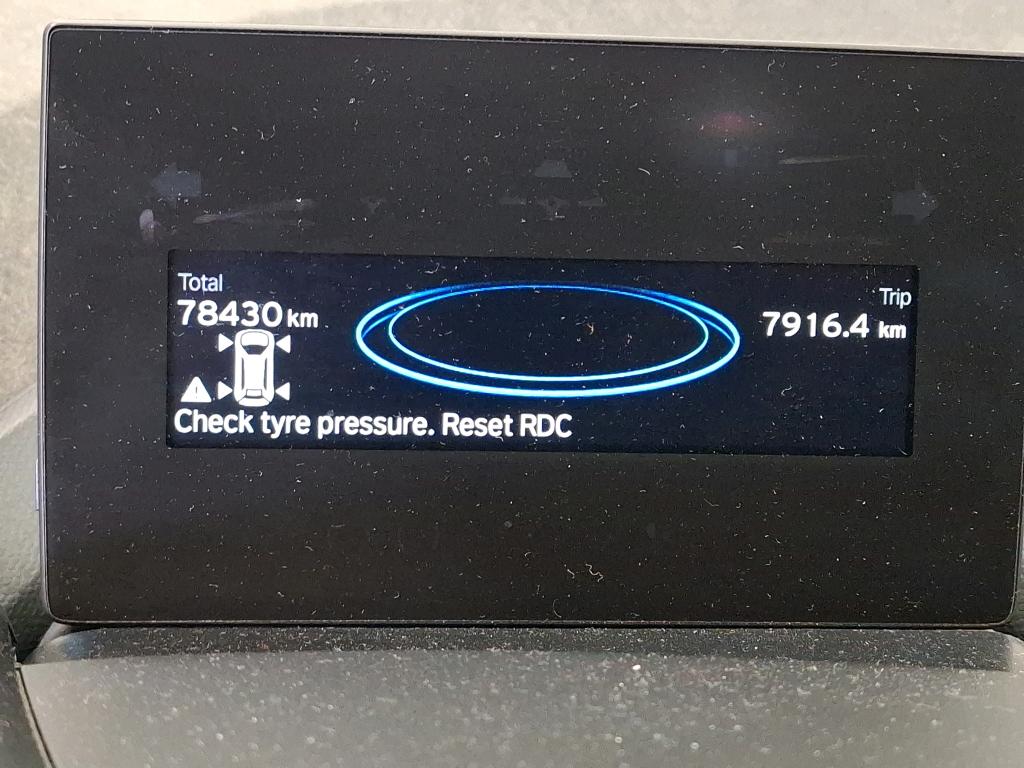 Total
78430 km
Trip
7916.4 km
Check tyre pressure. Reset RDC